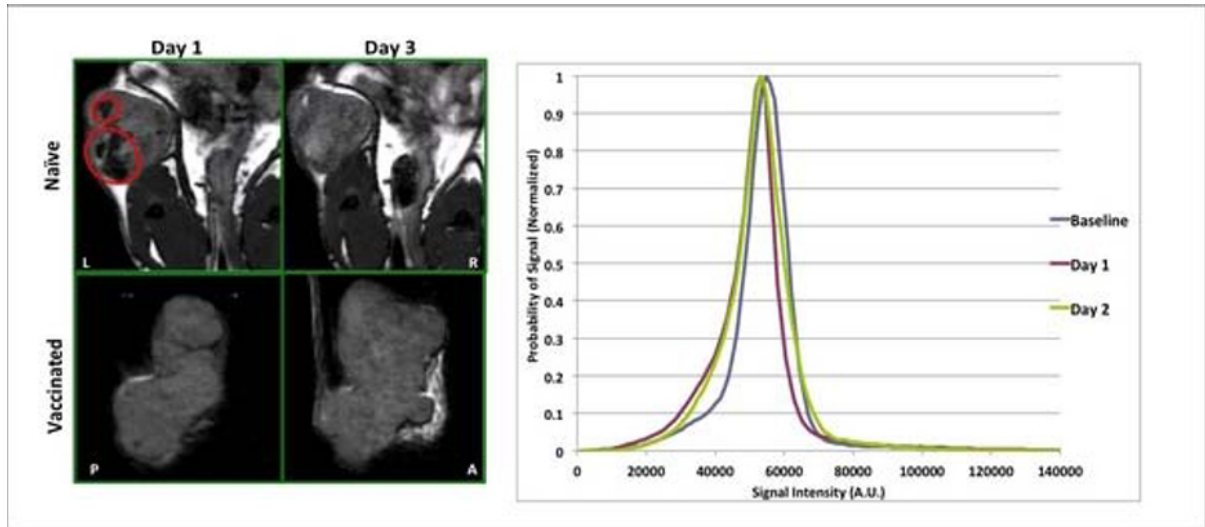 Day 1
Day 3
Naïve
L
R
Vaccinated
P
A
Probability of Signal (Normalized)
1
0.9
0.8
0.7
0.6
0.5
0.4
0.3
0.2
0.1
0
0 20000 40000 60000 80000 100000 120000 140000
Signal Intensity (A.U.)
Baseline
Day 1
Day 2